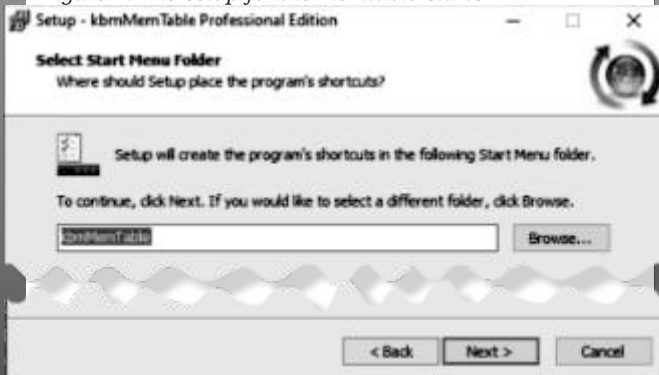 Setup - kbmMemTable Professional Edition
Select Start Menu Folder
Where should Setup place the program's shortcuts?
Setup will create the program's shortcuts in the following Start Menu folder.
To continue, click Next. If you would like to select a different folder, click Browse.
kbmMemTable
Browse...
< Back
Next >
Cancel